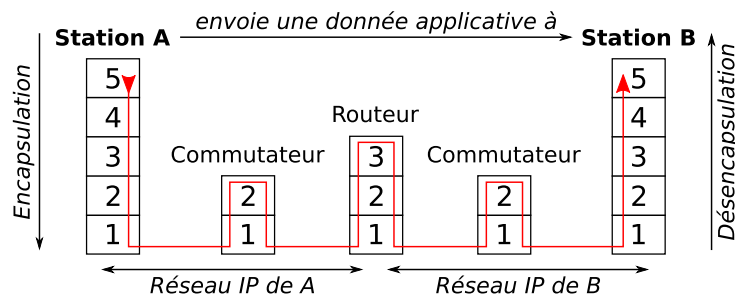 envoie une donnée applicative à
Station A
Station B
Encapsulation
Désencapsulation
5
4
3
2
1
Commutateur
2
1
Routeur
3
2
1
Commutateur
2
1
5
4
3
2
1
Réseau IP de A
Réseau IP de B